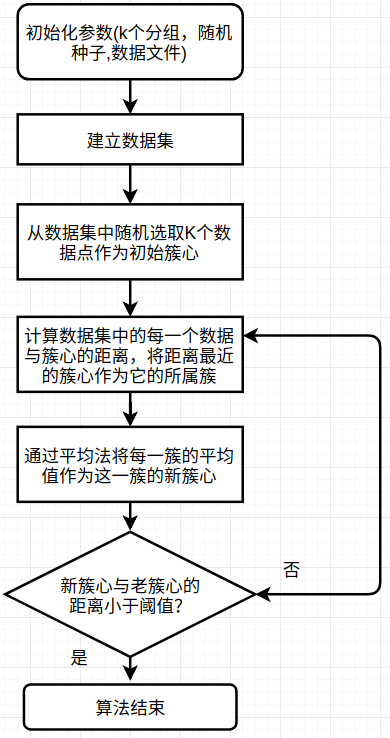 初始化参数(k个分组，随机
种子,数据文件)
建立数据集
从数据集中随机选取K个数
据点作为初始簇心
计算数据集中的每一个数据
与簇心的距离，将距离最近
的簇心作为它的所属簇
通过平均法将每一簇的平均
值作为这一簇的新簇心
新簇心与老簇心的
距离小于阈值？
否
是
算法结束